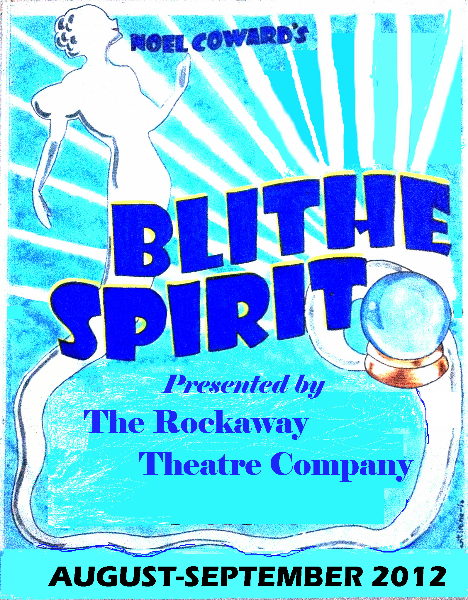 NOEL COWARD'S
BLITHE
SPIRIT
Presented by
The Rockaway
Theatre Company
AUGUST-SEPTEMBER 2012